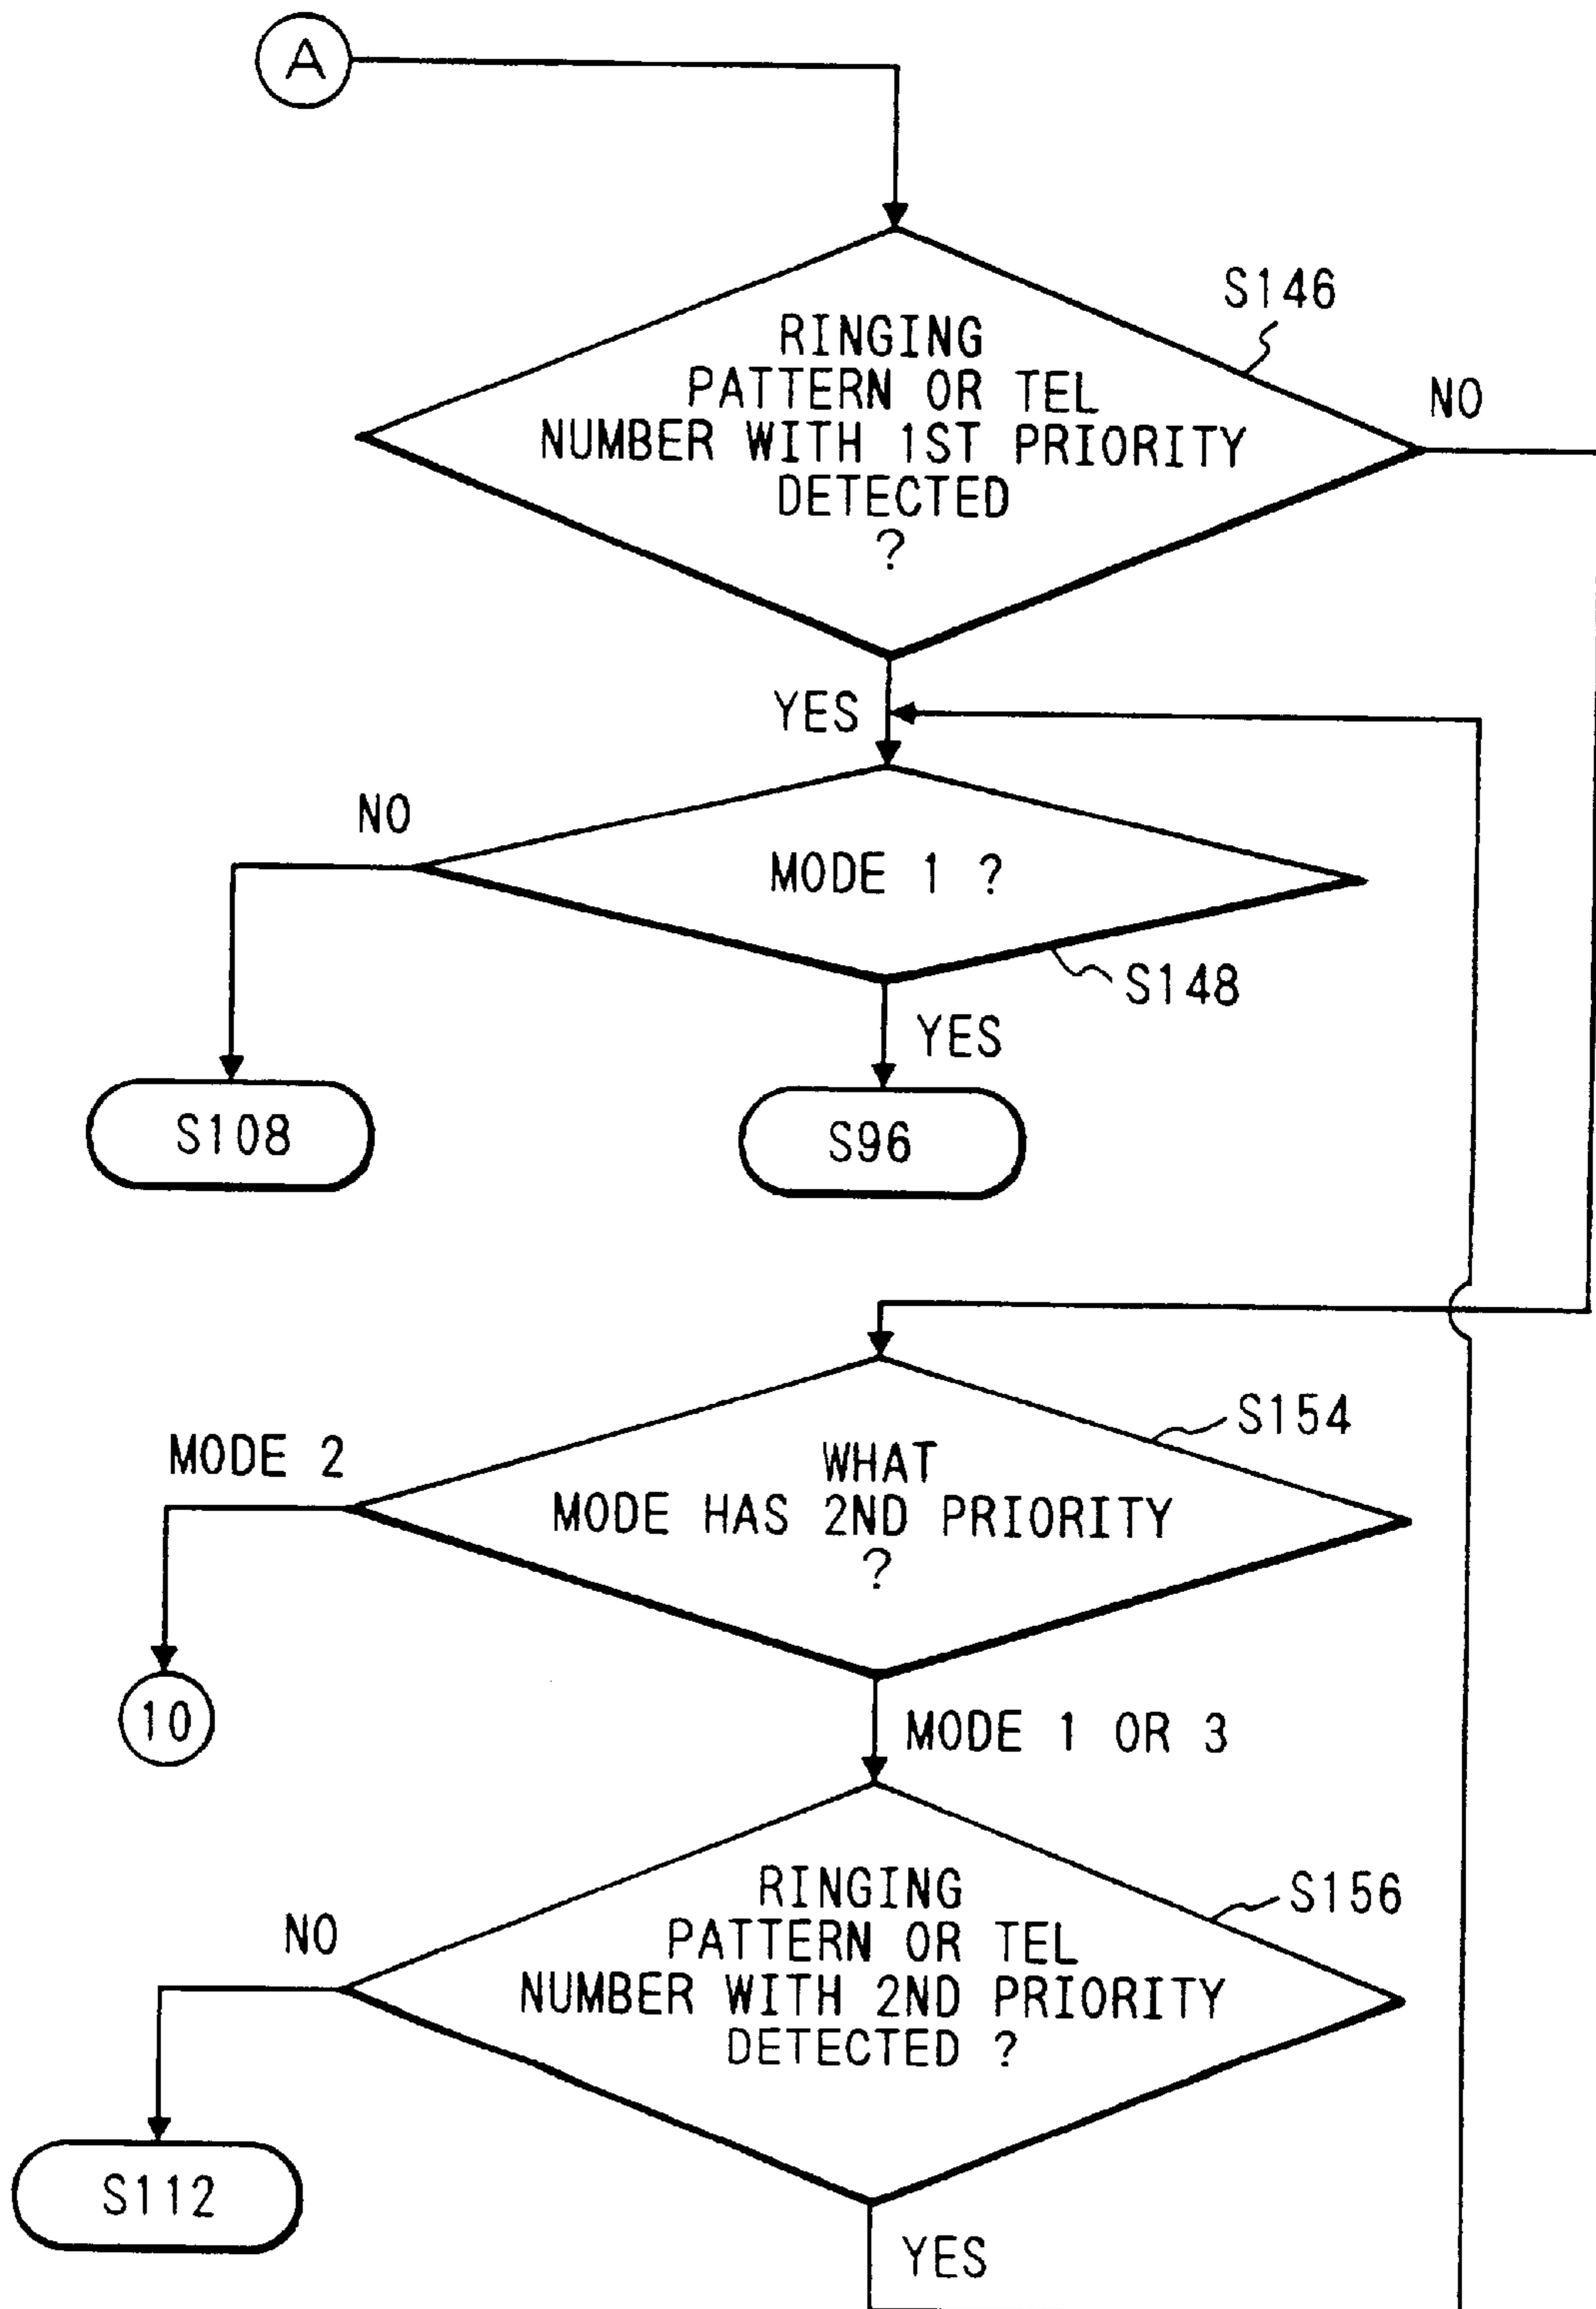 A
S146
RINGING
PATTERN OR TEL
NUMBER WITH 1ST PRIORITY
DETECTED
?
NO
YES
NO
MODE 1 ?
S148
YES
S108
S96
S154
MODE 2
WHAT
MODE HAS 2ND PRIORITY
?
10
MODE 1 OR 3
S156
RINGING
PATTERN OR TEL
NUMBER WITH 2ND PRIORITY
DETECTED ?
NO
S112
YES